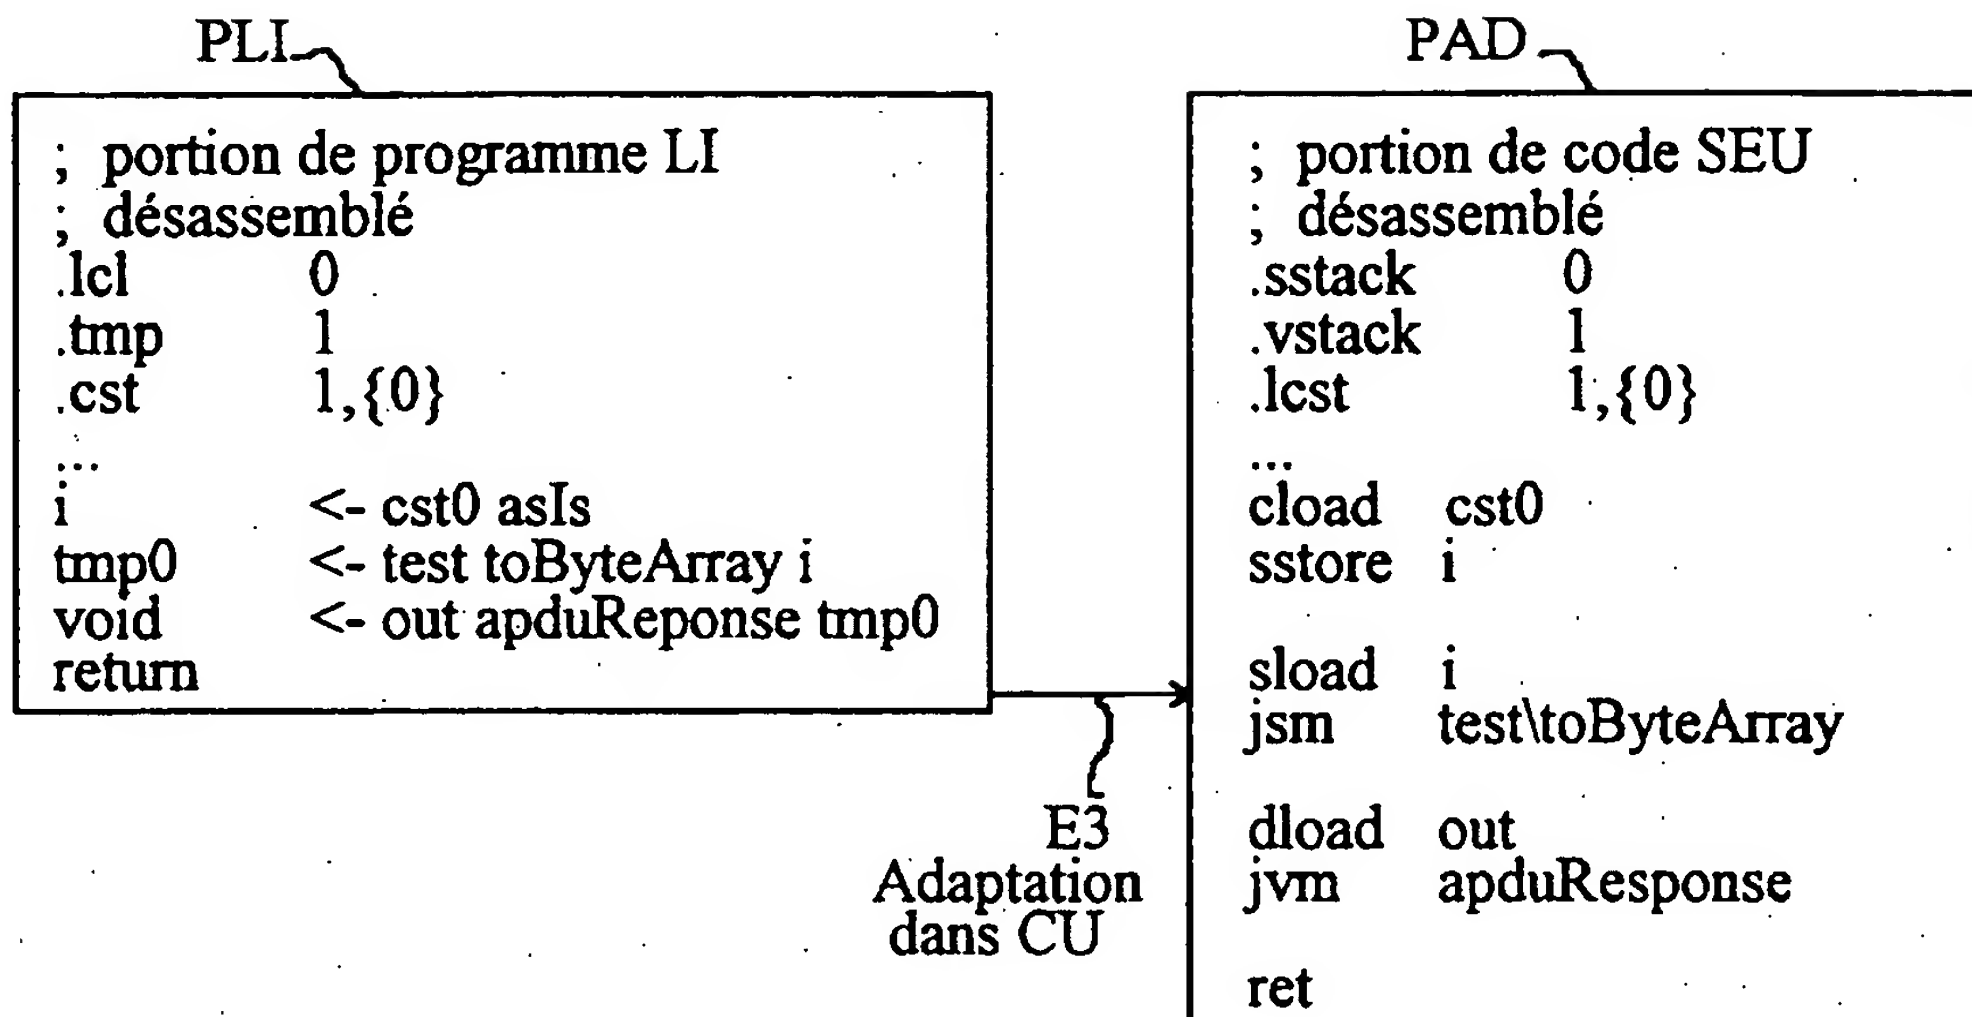 PLI
; portion de programme LI
; désassemblé
.lcl 0
.tmp 1
.cst 1,{0}
...
i <- cst0 asIs
tmp0 <- test toByteArray i
void <- out apduReponse tmp0
return
E3
Adaptation
dans CU
PAD
; portion de code SEU
; désassemblé
.sstack 0
.vstack 1
.lcst 1,{0}
...
cload cst0
sstore i
sload i
jsm test\toByteArray
dload out
jvm apduResponse
ret